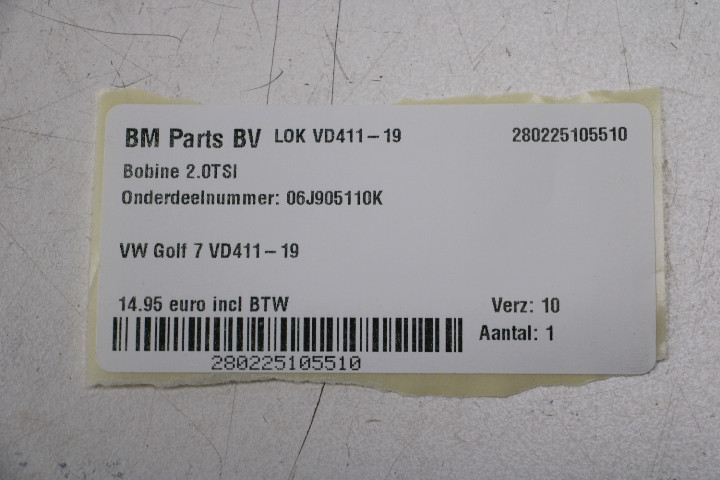 BM Parts BV LOK VD411-19 280225105510
Bobine 2.0TSI
Onderdeelnummer: 06J905110K
VW Golf 7 VD411-19
14.95 euro incl BTW Verz: 10
Aantal: 1
280225105510